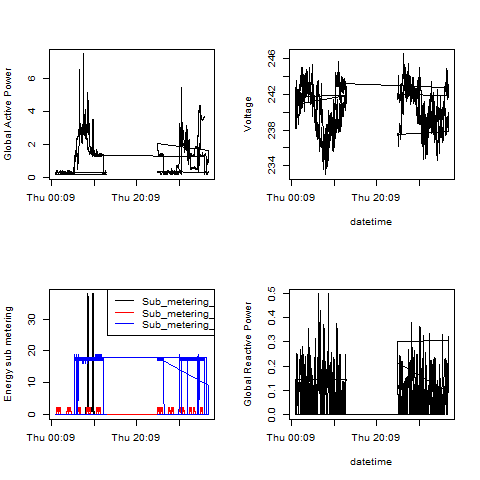 Global Active Power
0 2 4 6
Thu 00:09 Thu 20:09
Voltage
234 238 242 246
Thu 00:09 Thu 20:09
datetime
Energy sub metering
0 10 20 30
Sub_metering_
Sub_metering_
Sub_metering_
Thu 00:09 Thu 20:09
Global Reactive Power
0.0 0.1 0.2 0.3 0.4 0.5
Thu 00:09 Thu 20:09
datetime